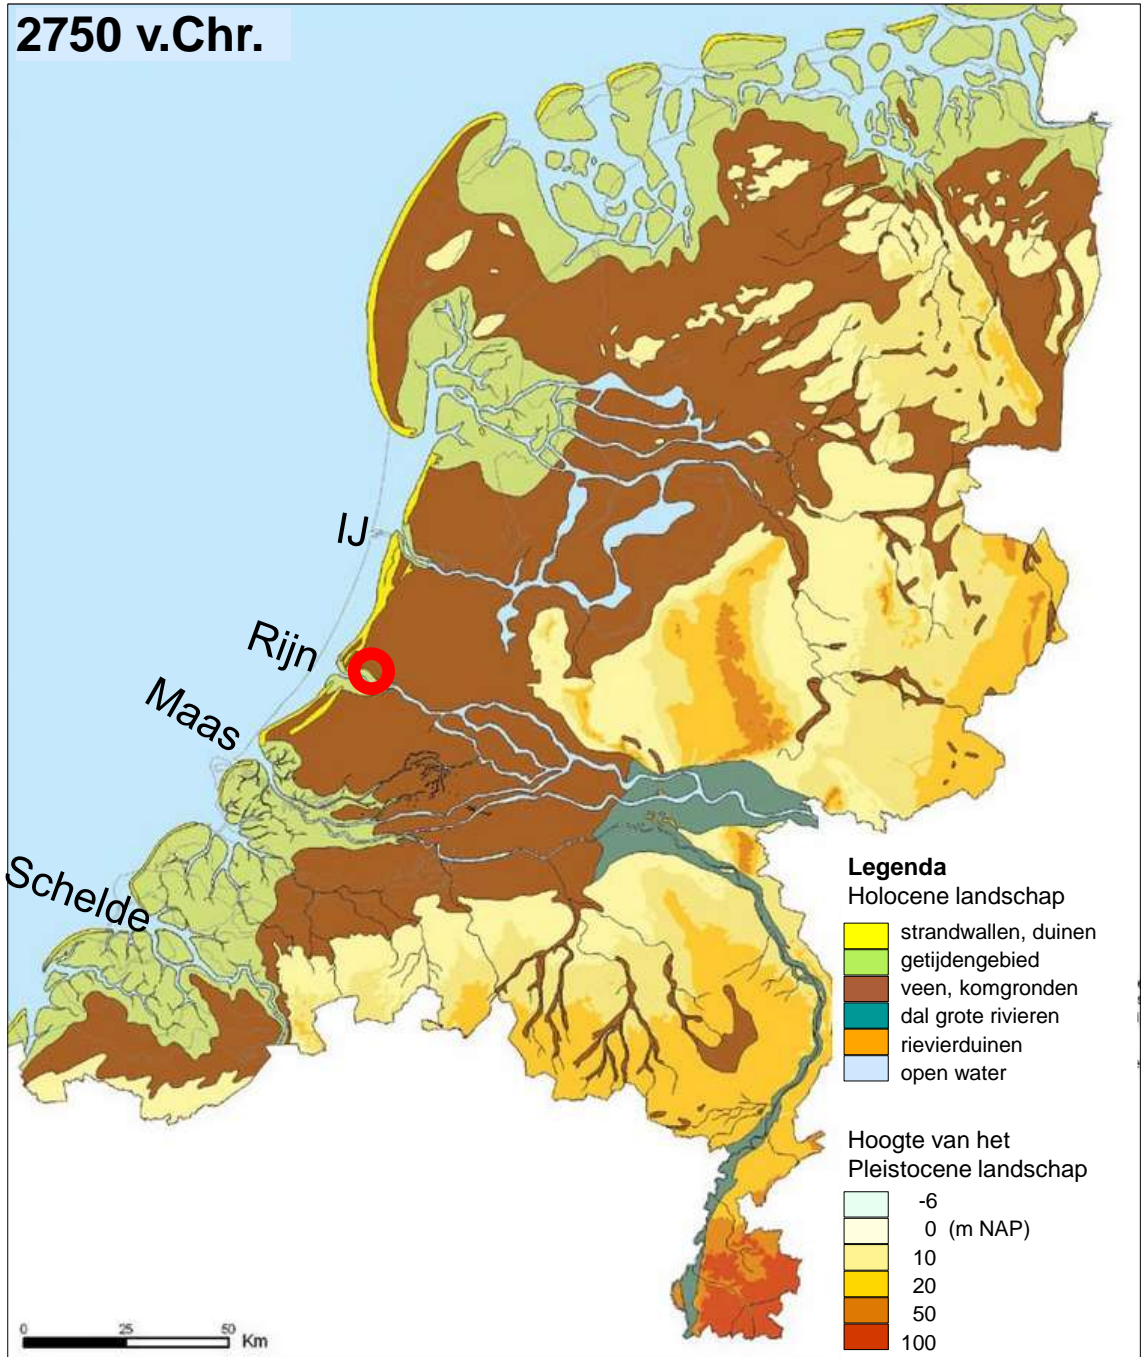 2750 v.Chr.
IJ
Rijn
Maas
Schelde
Legenda
Holocene landschap
strandwallen, duinen
getijdengebied
veen, komgronden
dal grote rivieren
rievierduinen
open water
Hoogte van het
Pleistocene landschap
-6
0 (m NAP)
10
20
50
100
0 25 50 Km